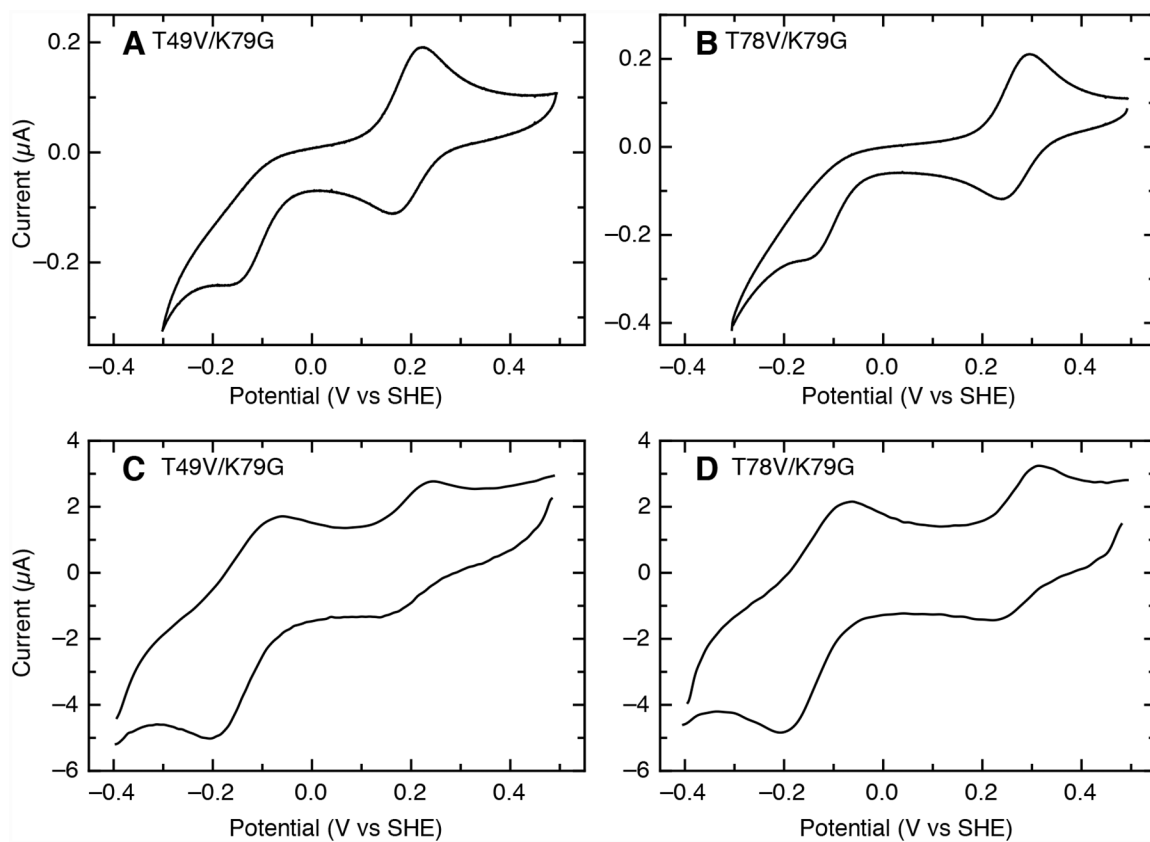 A T49V/K79G
0.2
0.0
–0.2
Current (µA)
–0.4 –0.2 0.0 0.2 0.4
Potential (V vs SHE)
B T78V/K79G
0.2
0.0
–0.2
–0.4
–0.4 –0.2 0.0 0.2 0.4
Potential (V vs SHE)
C T49V/K79G
4
2
0
–2
–4
–6
Current (µA)
–0.4 –0.2 0.0 0.2 0.4
Potential (V vs SHE)
D T78V/K79G
4
2
0
–2
–4
–6
–0.4 –0.2 0.0 0.2 0.4
Potential (V vs SHE)